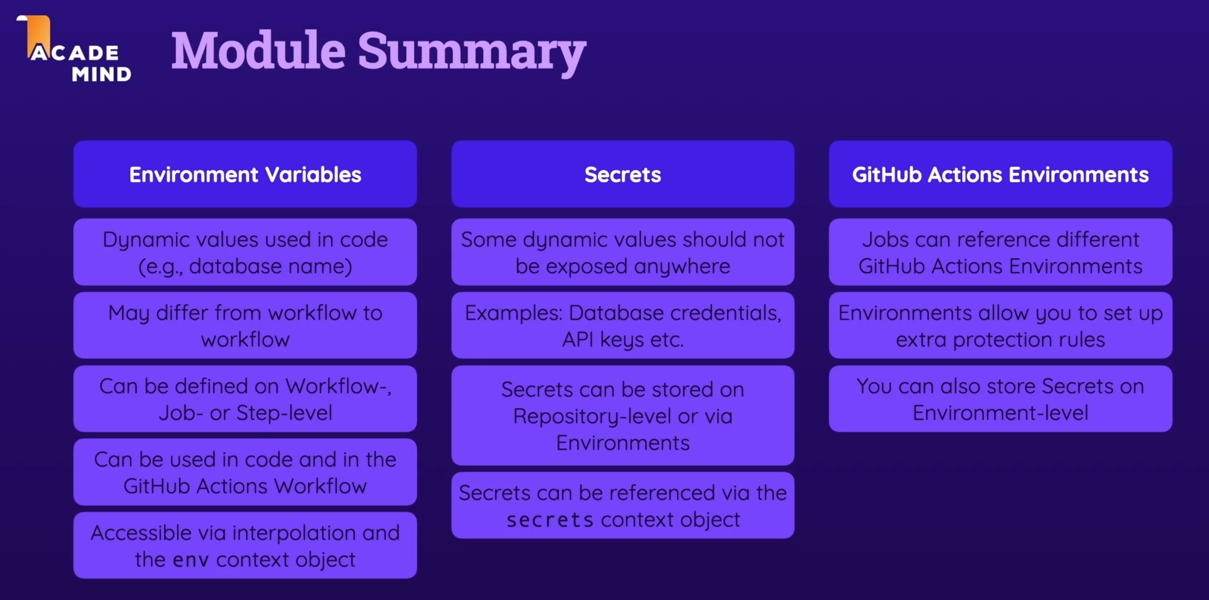 ACADE
MIND
Module Summary
Environment Variables
Dynamic values used in code
(e.g., database name)
May differ from workflow to
workflow
Can be defined on Workflow-,
Job- or Step-level
Can be used in code and in the
GitHub Actions Workflow
Accessible via interpolation and
the env context object
Secrets
Some dynamic values should not
be exposed anywhere
Examples: Database credentials,
API keys etc.
Secrets can be stored on
Repository-level or via
Environments
Secrets can be referenced via the
secrets context object
GitHub Actions Environments
Jobs can reference different
GitHub Actions Environments
Environments allow you to set up
extra protection rules
You can also store Secrets on
Environment-level